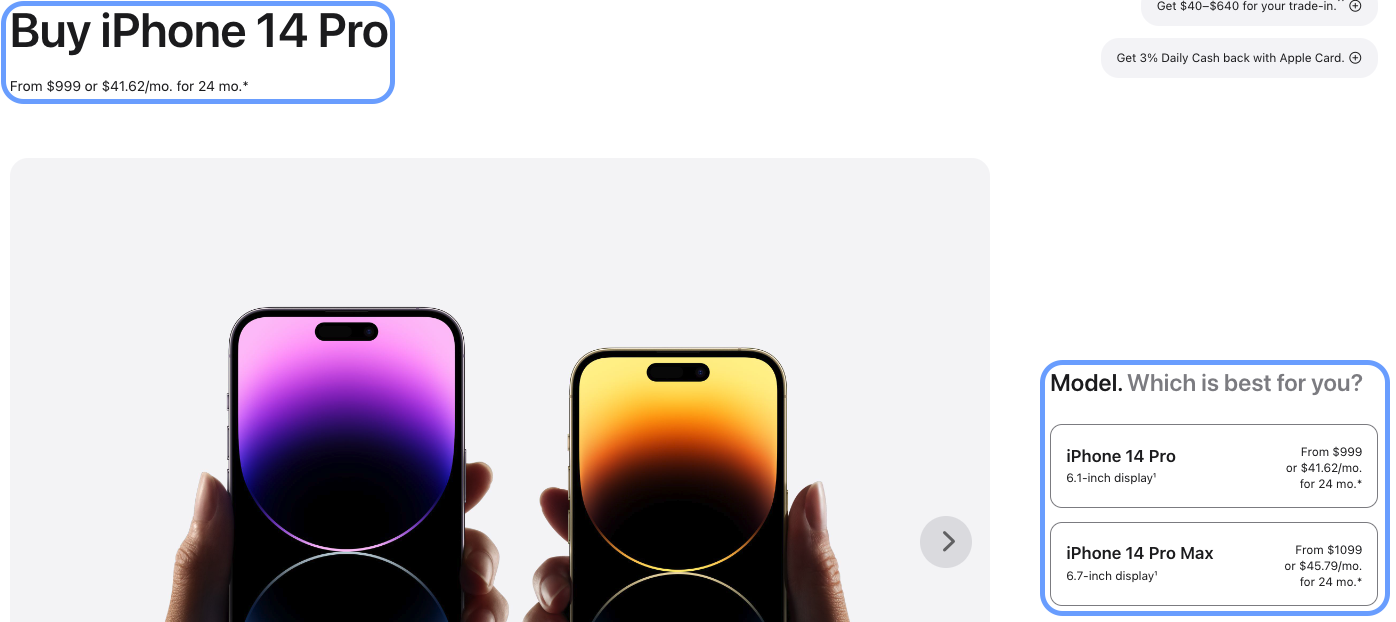 Buy iPhone 14 Pro
From $999 or $41.62/mo. for 24 mo.*
Get $40–$640 for your trade-in.
Get 3% Daily Cash back with Apple Card.
Model. Which is best for you?
iPhone 14 Pro
6.1-inch display¹
From $999
or $41.62/mo.
for 24 mo.*
iPhone 14 Pro Max
6.7-inch display¹
From $1099
or $45.79/mo.
for 24 mo.*